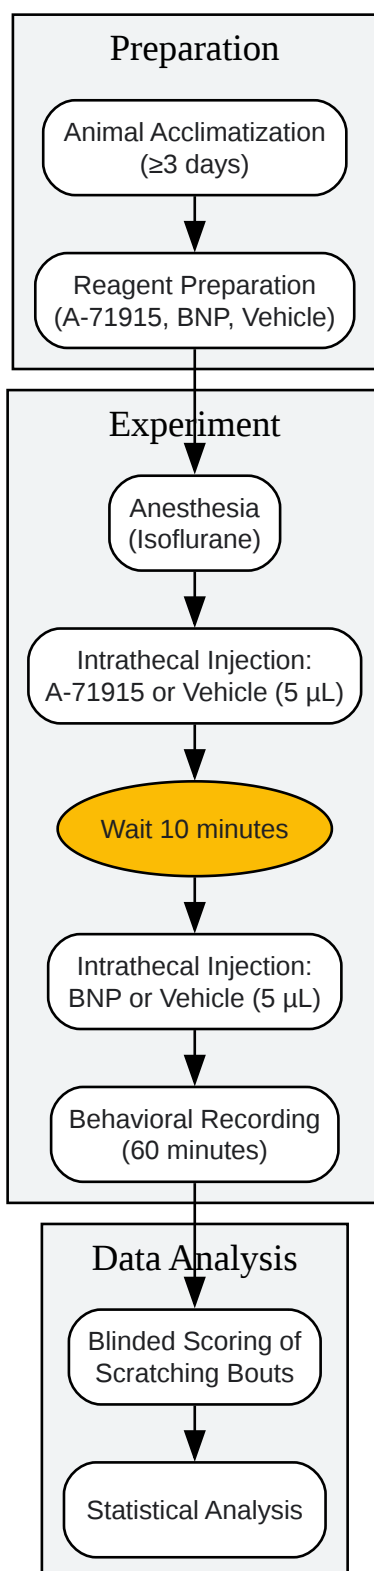 Preparation
Animal Acclimatization
(≥3 days)
Reagent Preparation
(A-71915, BNP, Vehicle)
Experiment
Anesthesia
(Isoflurane)
Intrathecal Injection:
A-71915 or Vehicle (5 µL)
Wait 10 minutes
Intrathecal Injection:
BNP or Vehicle (5 µL)
Behavioral Recording
(60 minutes)
Data Analysis
Blinded Scoring of
Scratching Bouts
Statistical Analysis